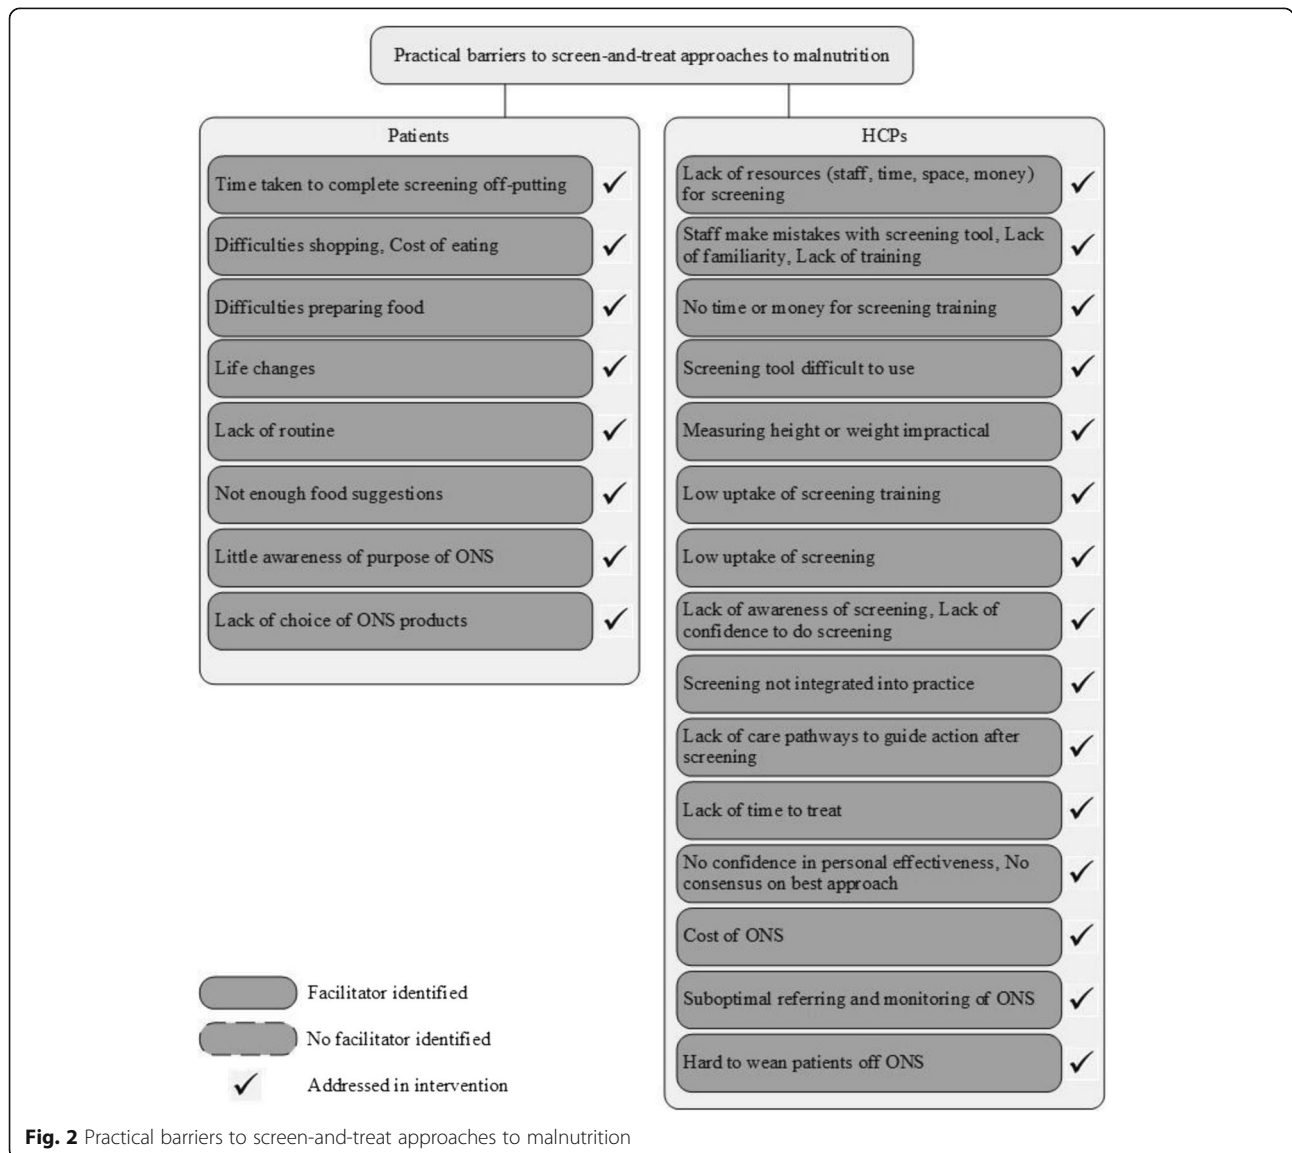 Practical barriers to screen-and-treat approaches to malnutrition
Patients
Time taken to complete screening off-putting
Difficulties shopping, Cost of eating
Difficulties preparing food
Life changes
Lack of routine
Not enough food suggestions
Little awareness of purpose of ONS
Lack of choice of ONS products
HCPs
Lack of resources (staff, time, space, money)
for screening
Staff make mistakes with screening tool, Lack
of familiarity, Lack of training
No time or money for screening training
Screening tool difficult to use
Measuring height or weight impractical
Low uptake of screening training
Low uptake of screening
Lack of awareness of screening, Lack of
confidence to do screening
Screening not integrated into practice
Lack of care pathways to guide action after
screening
Lack of time to treat
No confidence in personal effectiveness, No
consensus on best approach
Cost of ONS
Suboptimal referring and monitoring of ONS
Hard to wean patients off ONS
Facilitator identified
No facilitator identified
Addressed in intervention
Fig. 2 Practical barriers to screen-and-treat approaches to malnutrition